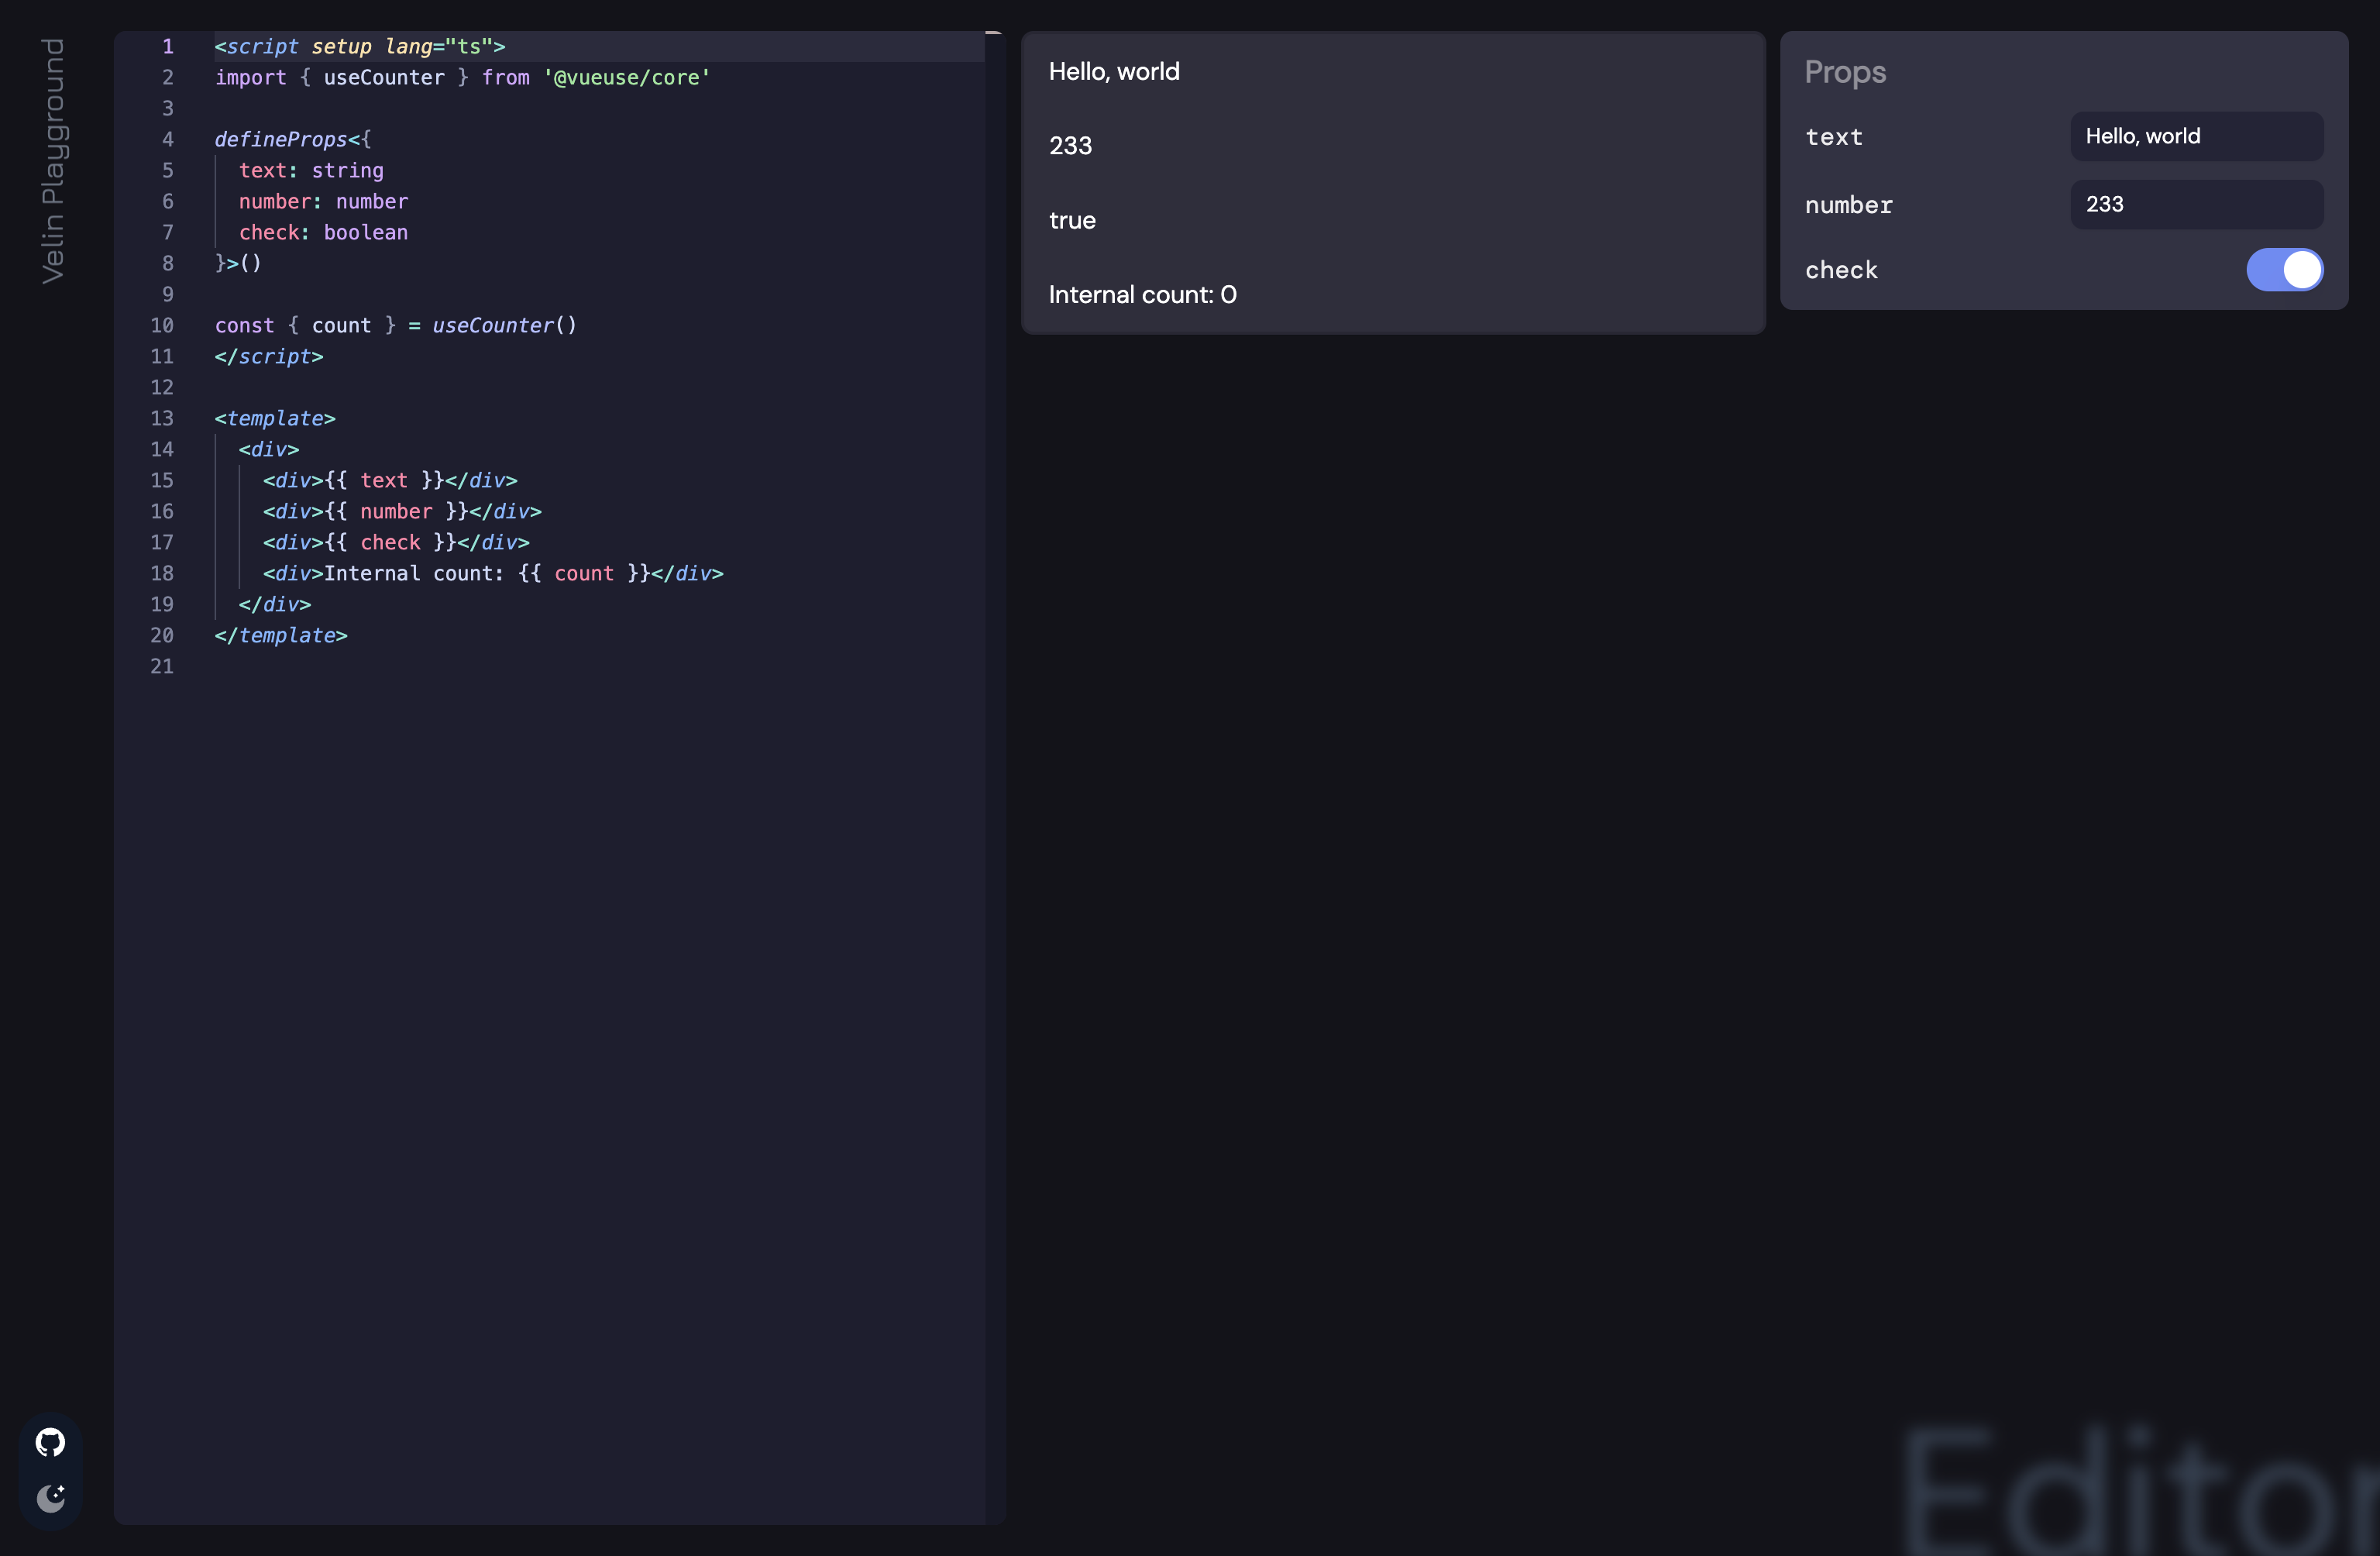 Velin Playground
1 <script setup lang="ts">
2 import { useCounter } from '@vueuse/core'
3
4 defineProps<{
5   text: string
6   number: number
7   check: boolean
8 }>()
9
10 const { count } = useCounter()
11 </script>
12
13 <template>
14   <div>
15     <div>{{ text }}</div>
16     <div>{{ number }}</div>
17     <div>{{ check }}</div>
18     <div>Internal count: {{ count }}</div>
19   </div>
20 </template>
21
Hello, world
233
true
Internal count: 0
Props
text Hello, world
number 233
check
Editor